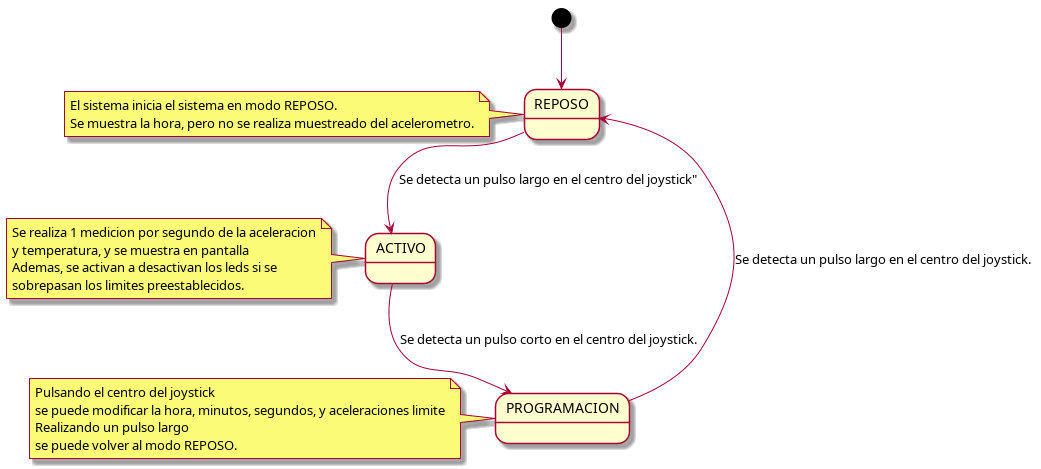 El sistema inicia el sistema en modo REPOSO.
Se muestra la hora, pero no se realiza muestreado del acelerometro.
REPOSO
Se detecta un pulso largo en el centro del joystick"
Se realiza 1 medicion por segundo de la aceleracion
y temperatura, y se muestra en pantalla
Ademas, se activan a desactivan los leds si se
sobrepasan los limites preestablecidos.
ACTIVO
Se detecta un pulso largo en el centro del joystick.
Se detecta un pulso corto en el centro del joystick.
Pulsando el centro del joystick
se puede modificar la hora, minutos, segundos, y aceleraciones limite
Realizando un pulso largo
se puede volver al modo REPOSO.
PROGRAMACION